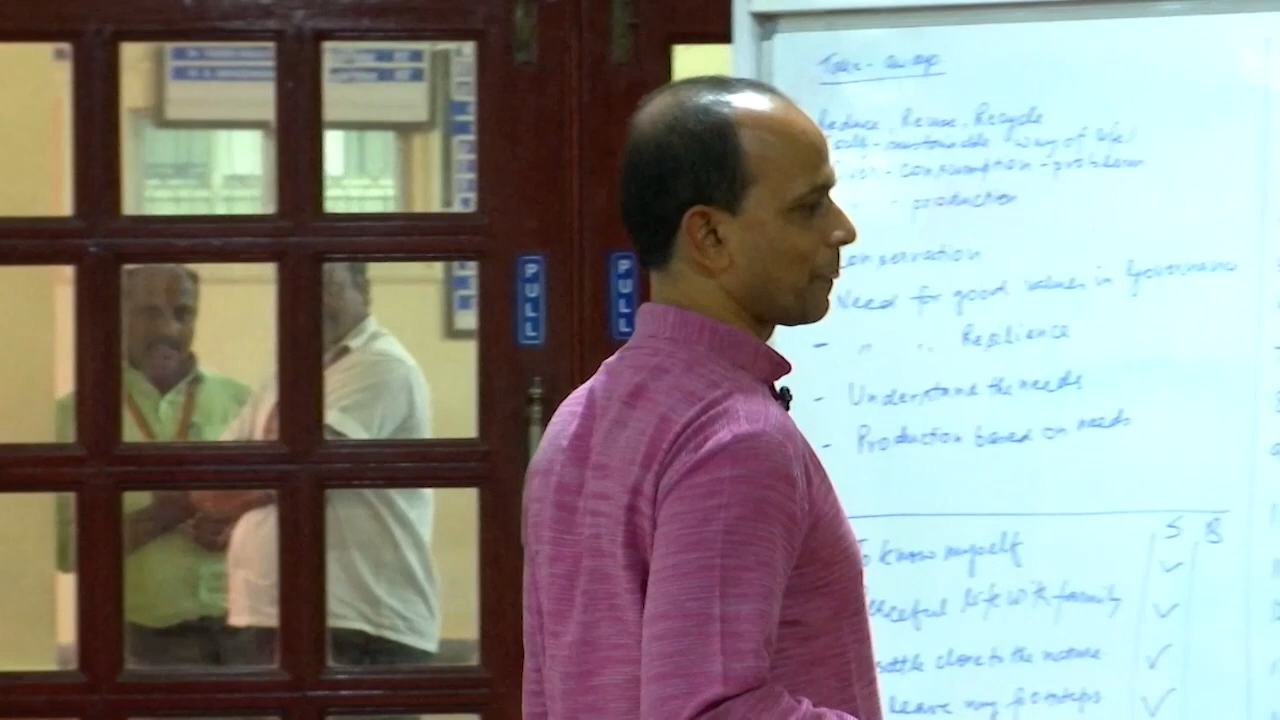 PULL
PULL
Take-away
Reduce, Reuse, Recycle
sustainable way of life/
consumption - problem
" - production
Conservation
Need for good values in Governance
- " " Resilience
- Understand the needs
- Production based on needs
S B
To know myself ✓
Peaceful life with family ✓
settle close to the nature ✓
leave my footsteps ✓